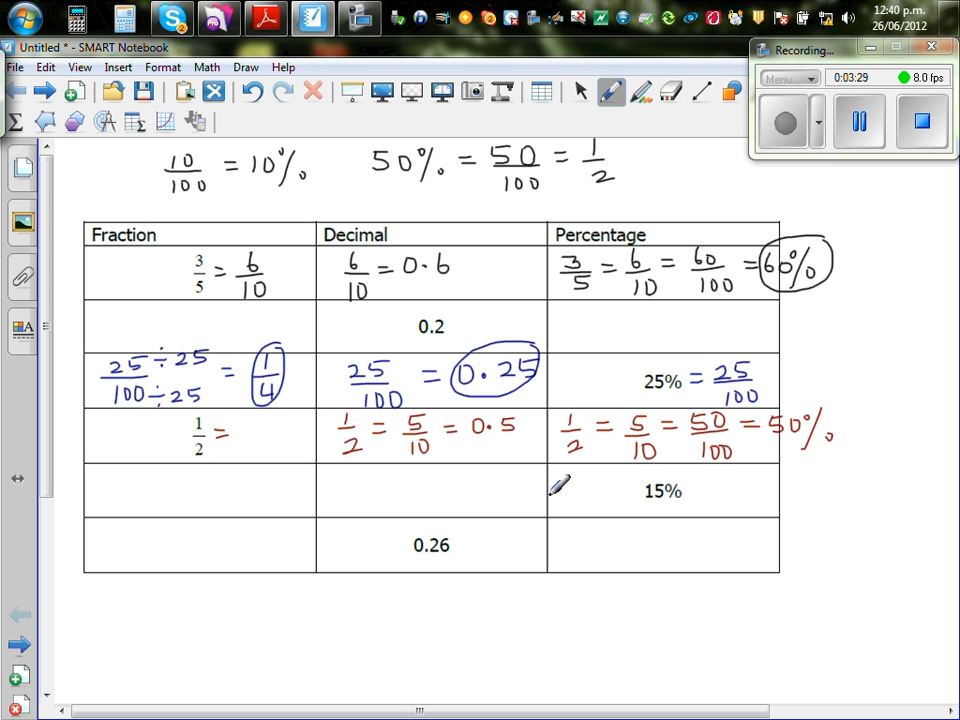 12:40 p.m.
26/06/2012
Untitled * - SMART Notebook
Recording...
File Edit View Insert Format Math Draw Help
Menu 0:03:29 8.0 fps
10/100 = 10% 50% = 50/100 = 1/2
Fraction Decimal Percentage
3/5 = 6/10 6/10 = 0.6 3/5 = 6/10 = 60/100 = 60%
0.2
25÷25/100÷25 = 1/4 25/100 = 0.25 25% = 25/100
1/2 = 1/2 = 5/10 = 0.5 1/2 = 5/10 = 50/100 = 50%
15%
0.26